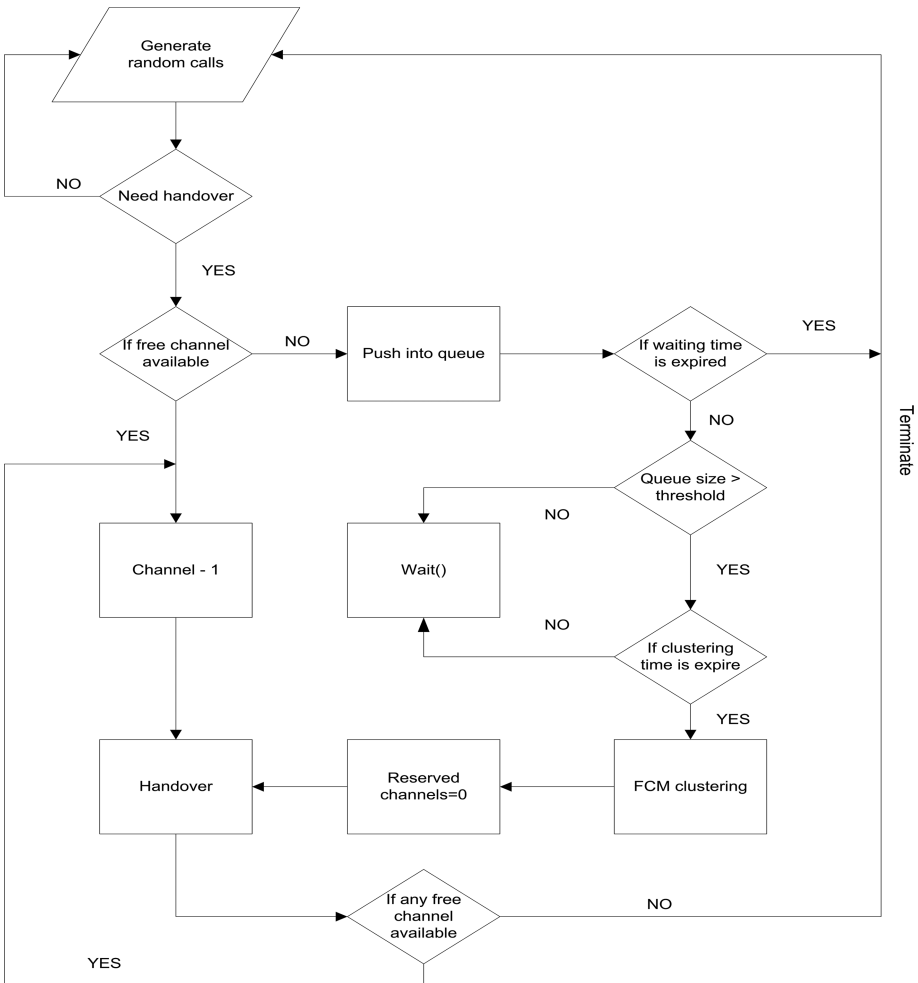 Generate
random calls
NO
Need handover
YES
If free channel
available
NO
Push into queue
If waiting time
is expired
YES
NO
Terminate
YES
Queue size >
threshold
NO
Channel - 1
Wait()
YES
NO
If clustering
time is expire
YES
Handover
Reserved
channels=0
FCM clustering
If any free
channel
available
NO
YES